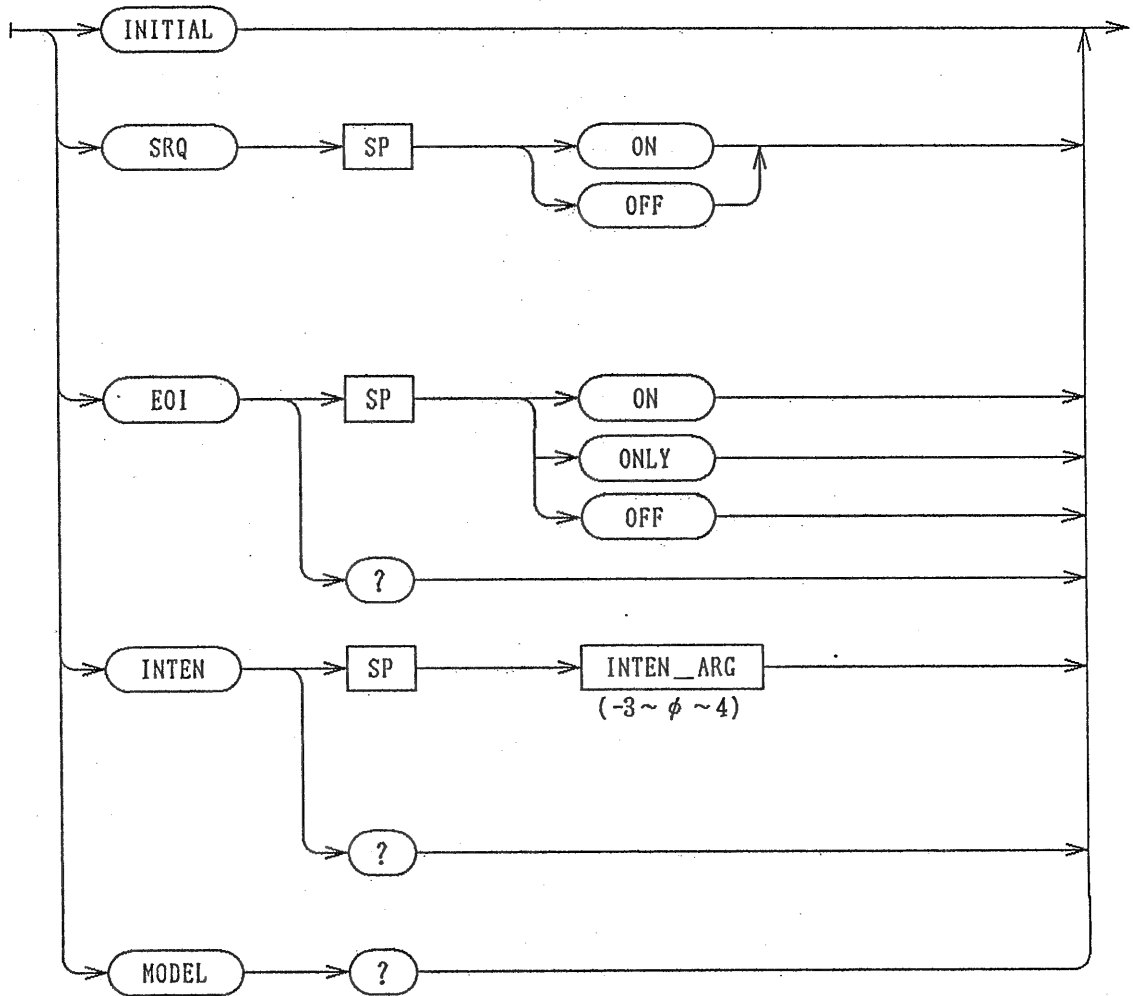 INITIAL
SRQ SP ON
OFF
EOI SP ON
ONLY
OFF
?
INTEN SP INTEN_ARG
(-3~ φ ~4)
?
MODEL ?